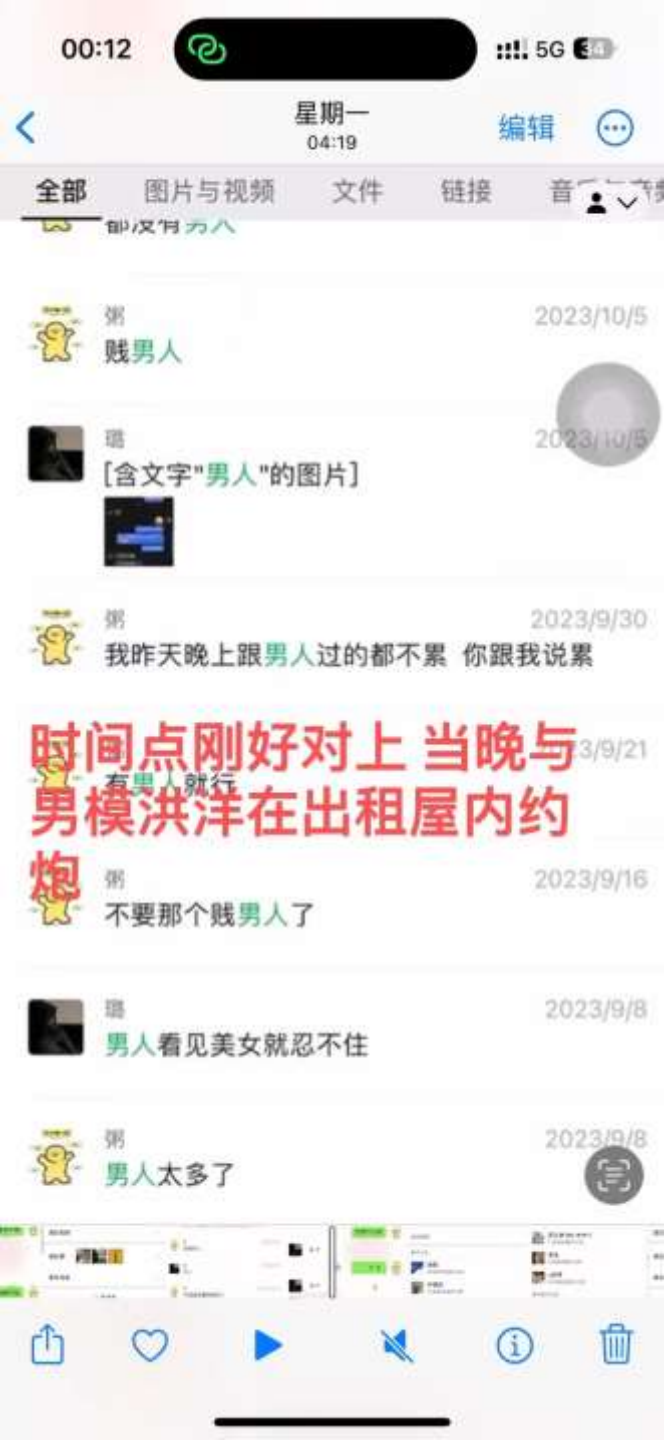 00:12
5G
34
星期一
04:19
编辑
全部
图片与视频
文件
链接
都没有男人
粥
2023/10/5
贱男人
璐
2023/10/5
[含文字"男人"的图片]
粥
2023/9/30
我昨天晚上跟男人过的都不累 你跟我说累
时间点刚好对上 当晚与
男模洪洋在出租屋内约
炮
有男人就行
粥
2023/9/16
不要那个贱男人了
璐
2023/9/8
男人看见美女就忍不住
粥
2023/9/8
男人太多了